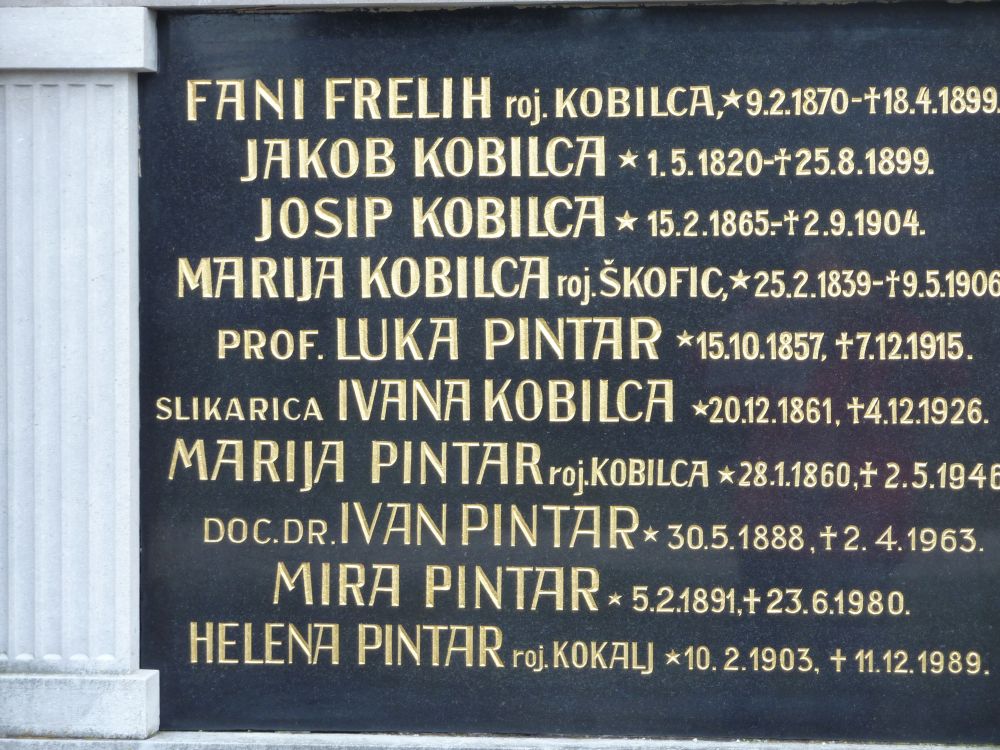 FANI FRELIH roj. KOBILCA,★9.2.1870-†18.4.1899.
JAKOB KOBILCA ★ 1.5.1820-†25.8.1899.
JOSIP KOBILCA ★ 15.2.1865-†2.9.1904.
MARIJA KOBILCA roj. ŠKOFIC,★25.2.1839-†9.5.1906
PROF. LUKA PINTAR ★15.10.1857, †7.12.1915.
SLIKARICA IVANA KOBILCA ★20.12.1861, †4.12.1926.
MARIJA PINTAR roj. KOBILCA ★28.1.1860, † 2.5.1946
DOC. DR. IVAN PINTAR ★ 30.5.1888, † 2.4.1963.
MIRA PINTAR ★ 5.2.1891, † 23.6.1980.
HELENA PINTAR roj. KOKALJ ★10.2.1903, † 11.12.1989.